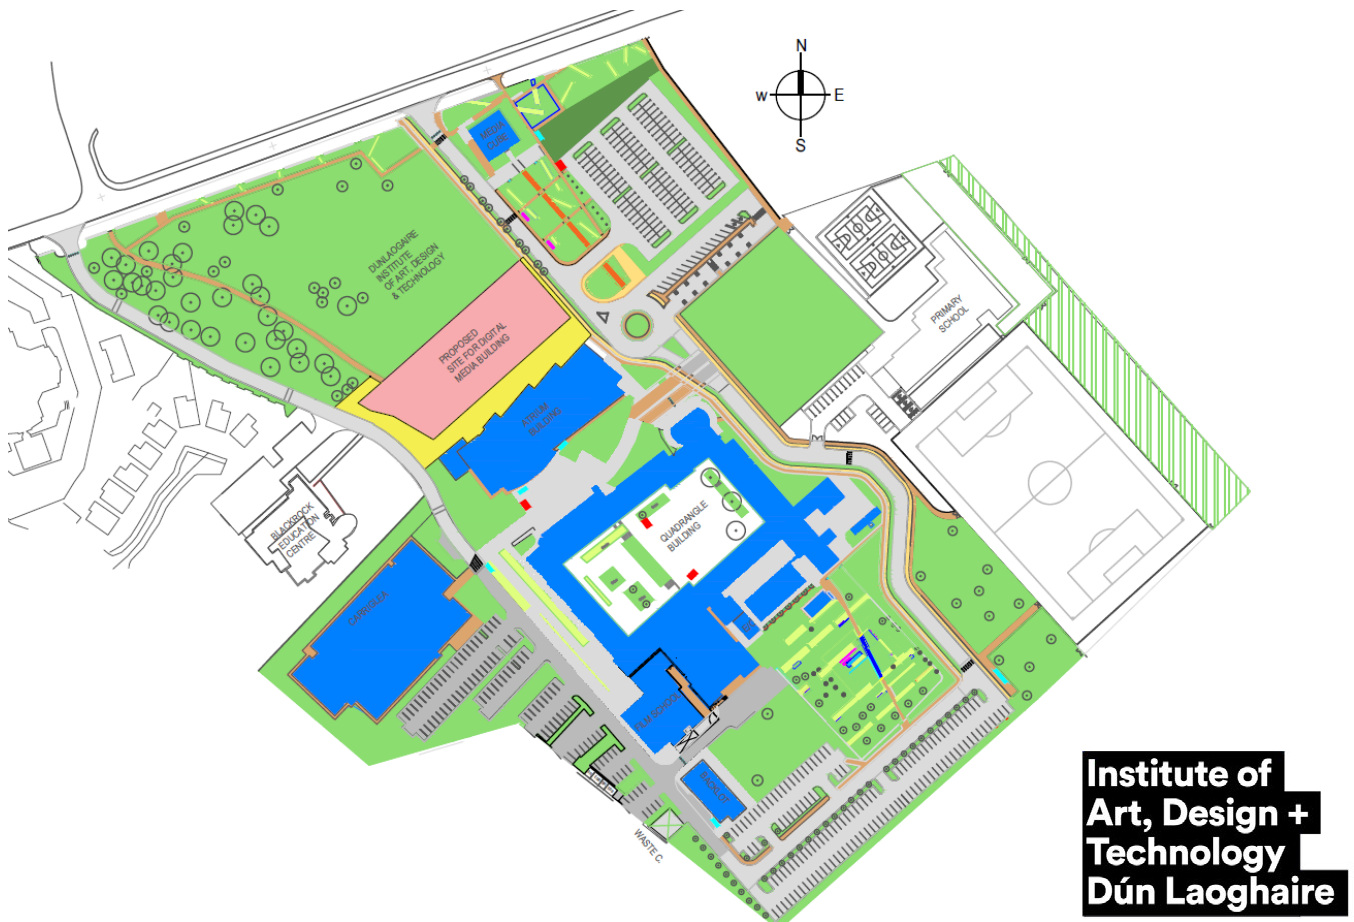 N
W
E
S
MEDIA
CUBE
DUNLAOGAIRE
INSTITUTE
OF ART, DESIGN
& TECHNOLOGY
PROPOSED
SITE FOR DIGITAL
MEDIA BUILDING
PRIMARY
SCHOOL
ATRIUM
BUILDING
QUADRANGLE
BUILDING
BLACKROCK
EDUCATION
CENTRE
CARRIGLEA
FILM SCHOOL
BACKLOT
WASTE C.
Institute of
Art, Design +
Technology
Dún Laoghaire